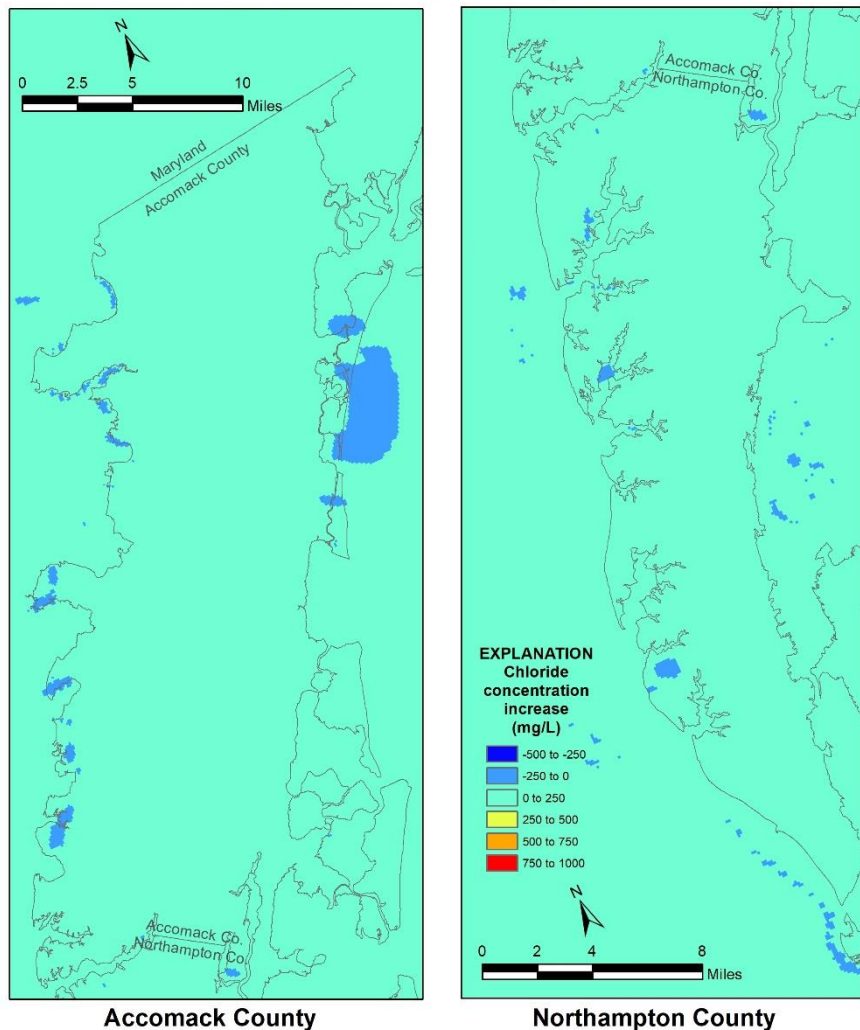 N
0 2.5 5 10
Miles
Maryland
Accomack County
Accomack Co.
Northampton Co.
Accomack County
Accomack Co.
Northampton Co.
EXPLANATION
Chloride
concentration
increase
(mg/L)
-500 to -250
-250 to 0
0 to 250
250 to 500
500 to 750
750 to 1000
N
0 2 4 8
Miles
Northampton County